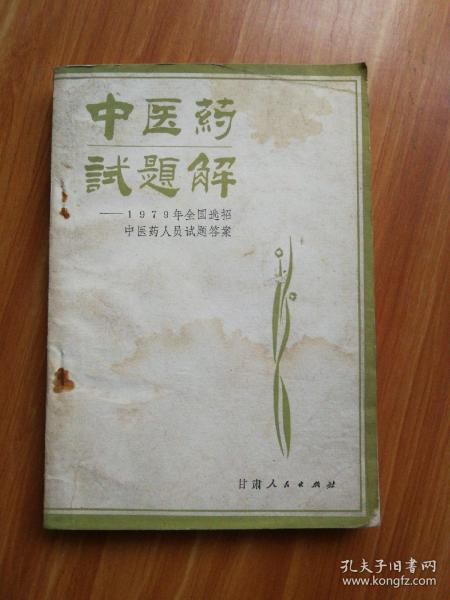 中医药
試題解
——1979年全国选招
中医药人员试题答案
甘肃人民出版社
孔夫子旧书网
www.kongfz.com